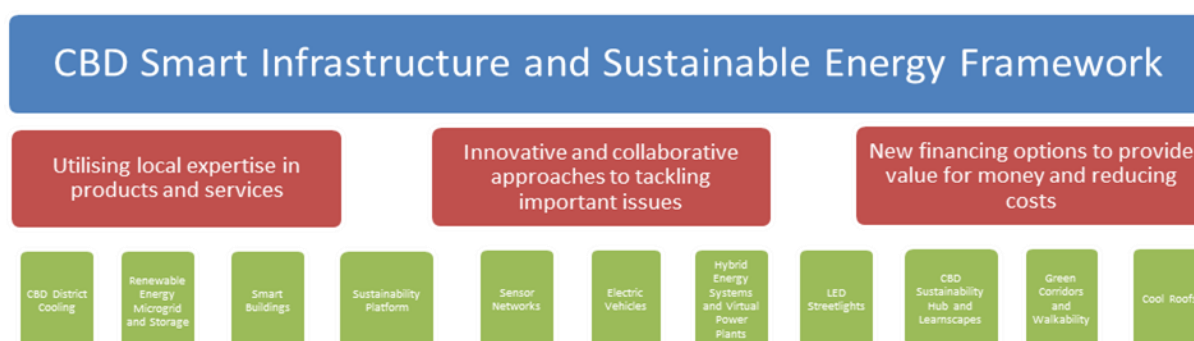 CBD Smart Infrastructure and Sustainable Energy Framework
Utilising local expertise in
products and services
Innovative and collaborative
approaches to tackling
important issues
New financing options to provide
value for money and reducing
costs
CBD District
Cooling
Renewable
Energy
Microgrid
and Storage
Smart
Buildings
Sustainability
Platform
Sensor
Networks
Electric
Vehicles
Hybrid
Energy
Systems
and Virtual
Power
Plants
LED
Streetlights
CBD
Sustainability
Hub and
Learnscapes
Green
Corridors
and
Walkability
Cool Roofs